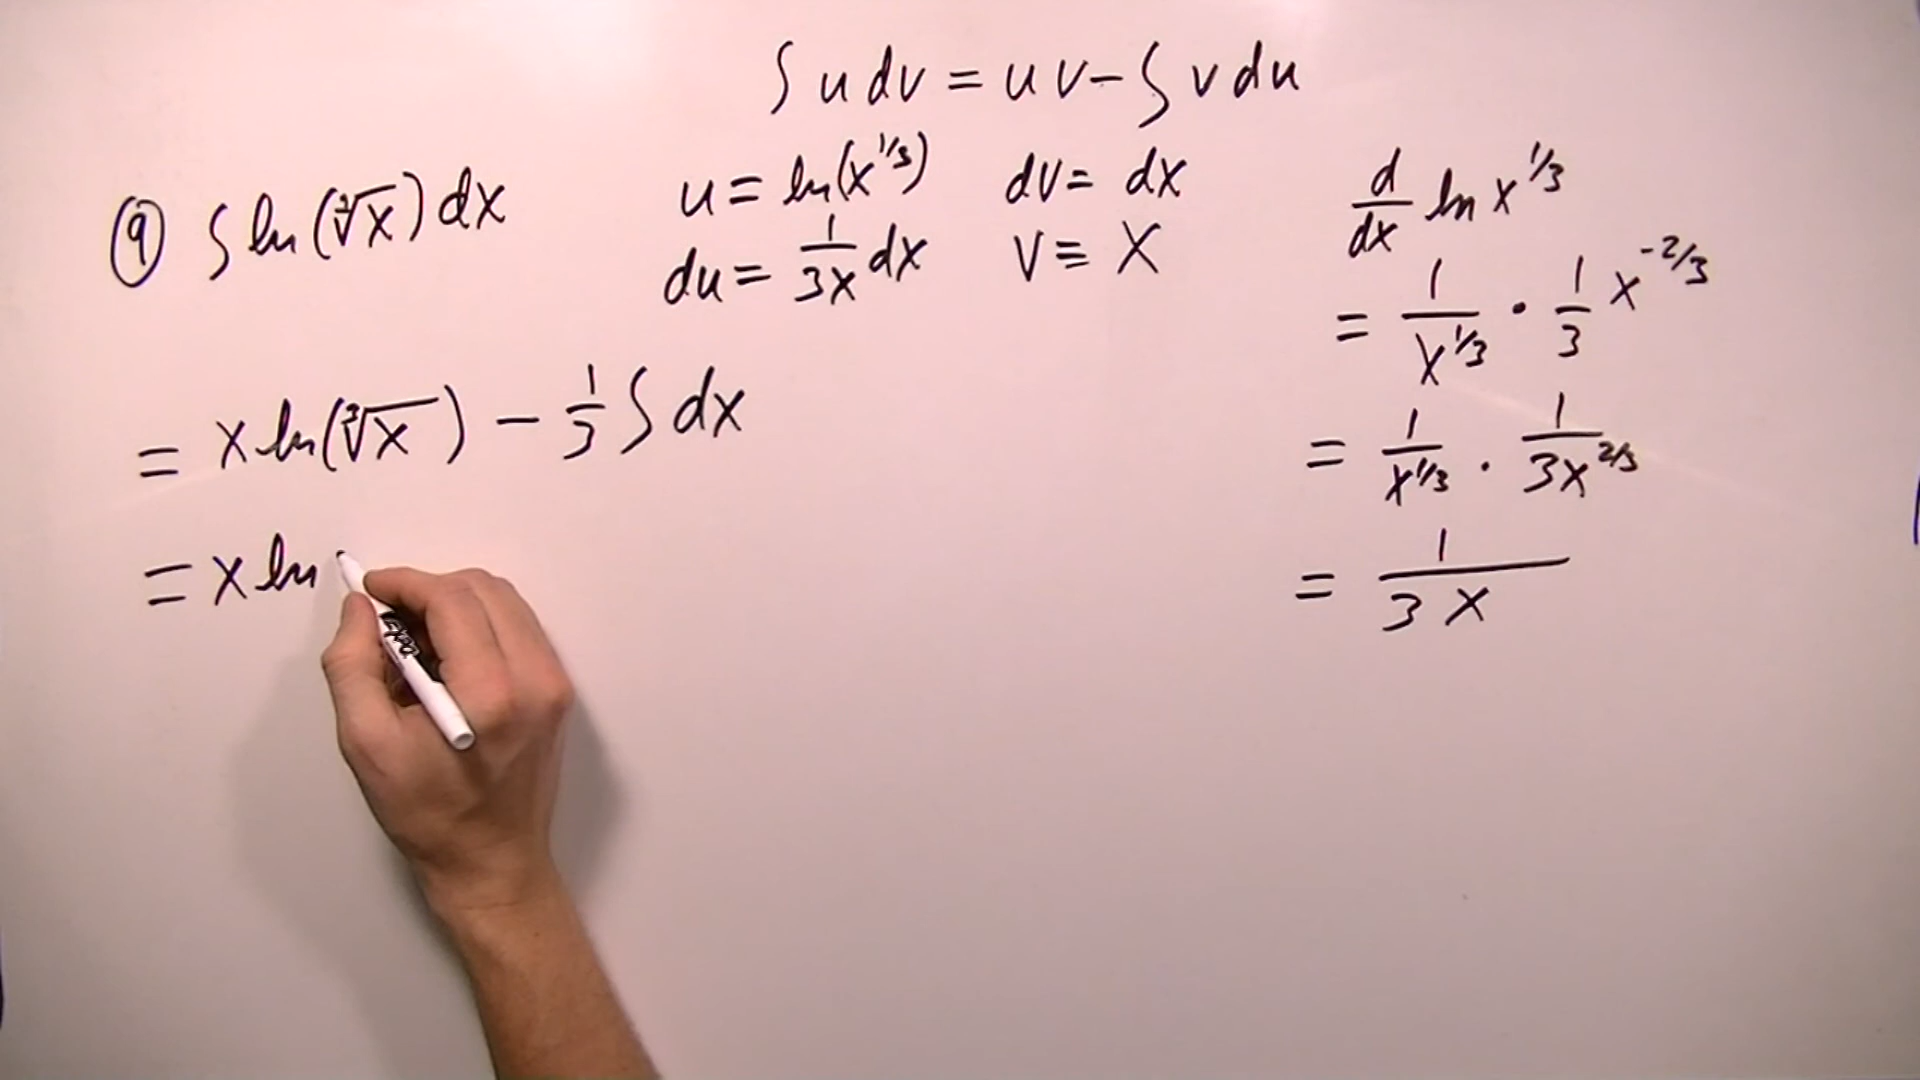 ∫ u dv = uv - ∫ v du
⑨ ∫ ln(∛x) dx
u = ln(x^1/3) dv = dx
du = 1/3x dx v = x
= x ln(∛x) - 1/3 ∫ dx
= x ln
d/dx ln x^1/3
= 1/x^1/3 · 1/3 x^-2/3
= 1/x^1/3 · 1/3x^2/3
= 1/3x
EXPO